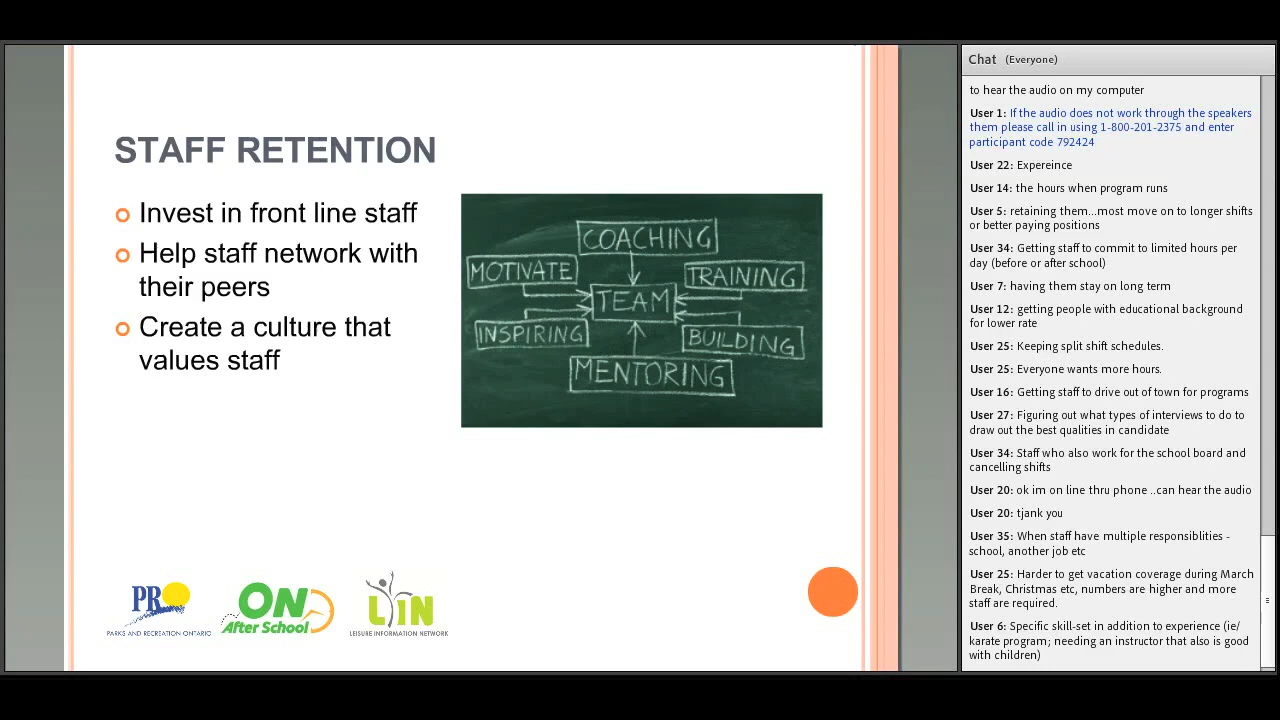 STAFF RETENTION
Invest in front line staff
Help staff network with
their peers
Create a culture that
values staff
COACHING
MOTIVATE
TRAINING
TEAM
INSPIRING
BUILDING
MENTORING
PRO
PARKS AND RECREATION ONTARIO
ON
After School
LIN
LEISURE INFORMATION NETWORK
Chat (Everyone)
to hear the audio on my computer
User 1: If the audio does not work through the speakers
them please call in using 1-800-201-2375 and enter
participant code 792424
User 22: Expereince
User 14: the hours when program runs
User 5: retaining them...most move on to longer shifts
or better paying positions
User 34: Getting staff to commit to limited hours per
day (before or after school)
User 7: having them stay on long term
User 12: getting people with educational background
for lower rate
User 25: Keeping split shift schedules.
User 25: Everyone wants more hours.
User 16: Getting staff to drive out of town for programs
User 27: Figuring out what types of interviews to do to
draw out the best qualities in candidate
User 34: Staff who also work for the school board and
cancelling shifts
User 20: ok im on line thru phone ..can hear the audio
User 20: tjank you
User 35: When staff have multiple responsiblities -
school, another job etc
User 25: Harder to get vacation coverage during March
Break, Christmas etc, numbers are higher and more
staff are required.
User 6: Specific skill-set in addition to experience (ie/
karate program; needing an instructor that also is good
with children)